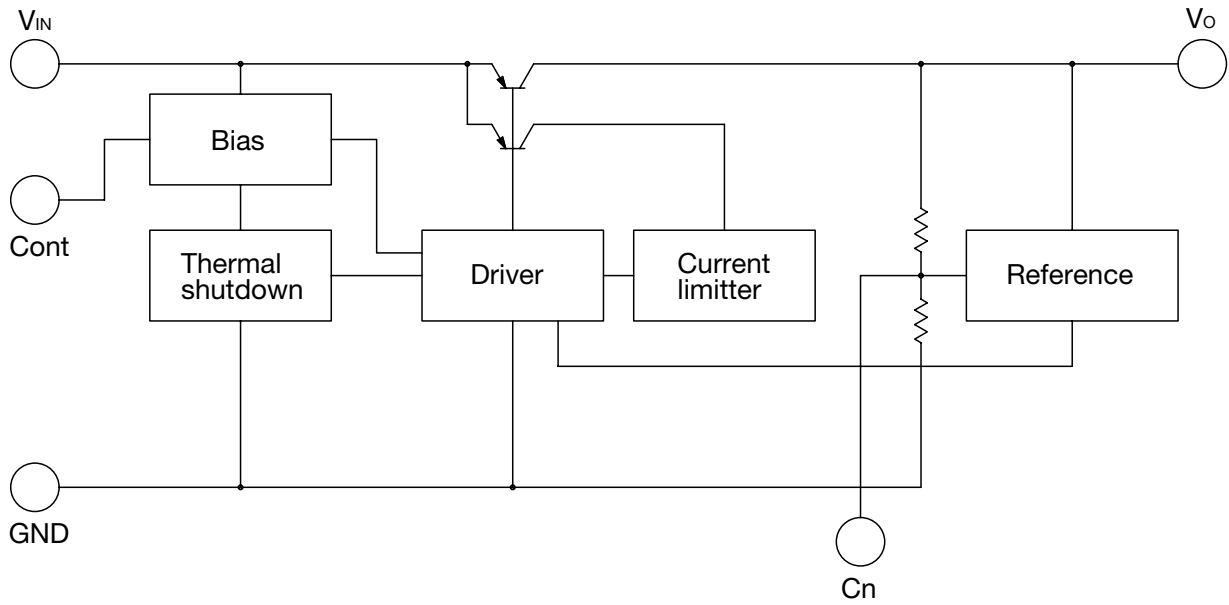 VIN
Vo
Bias
Cont
Thermal
shutdown
Driver
Current
limitter
Reference
GND
Cn